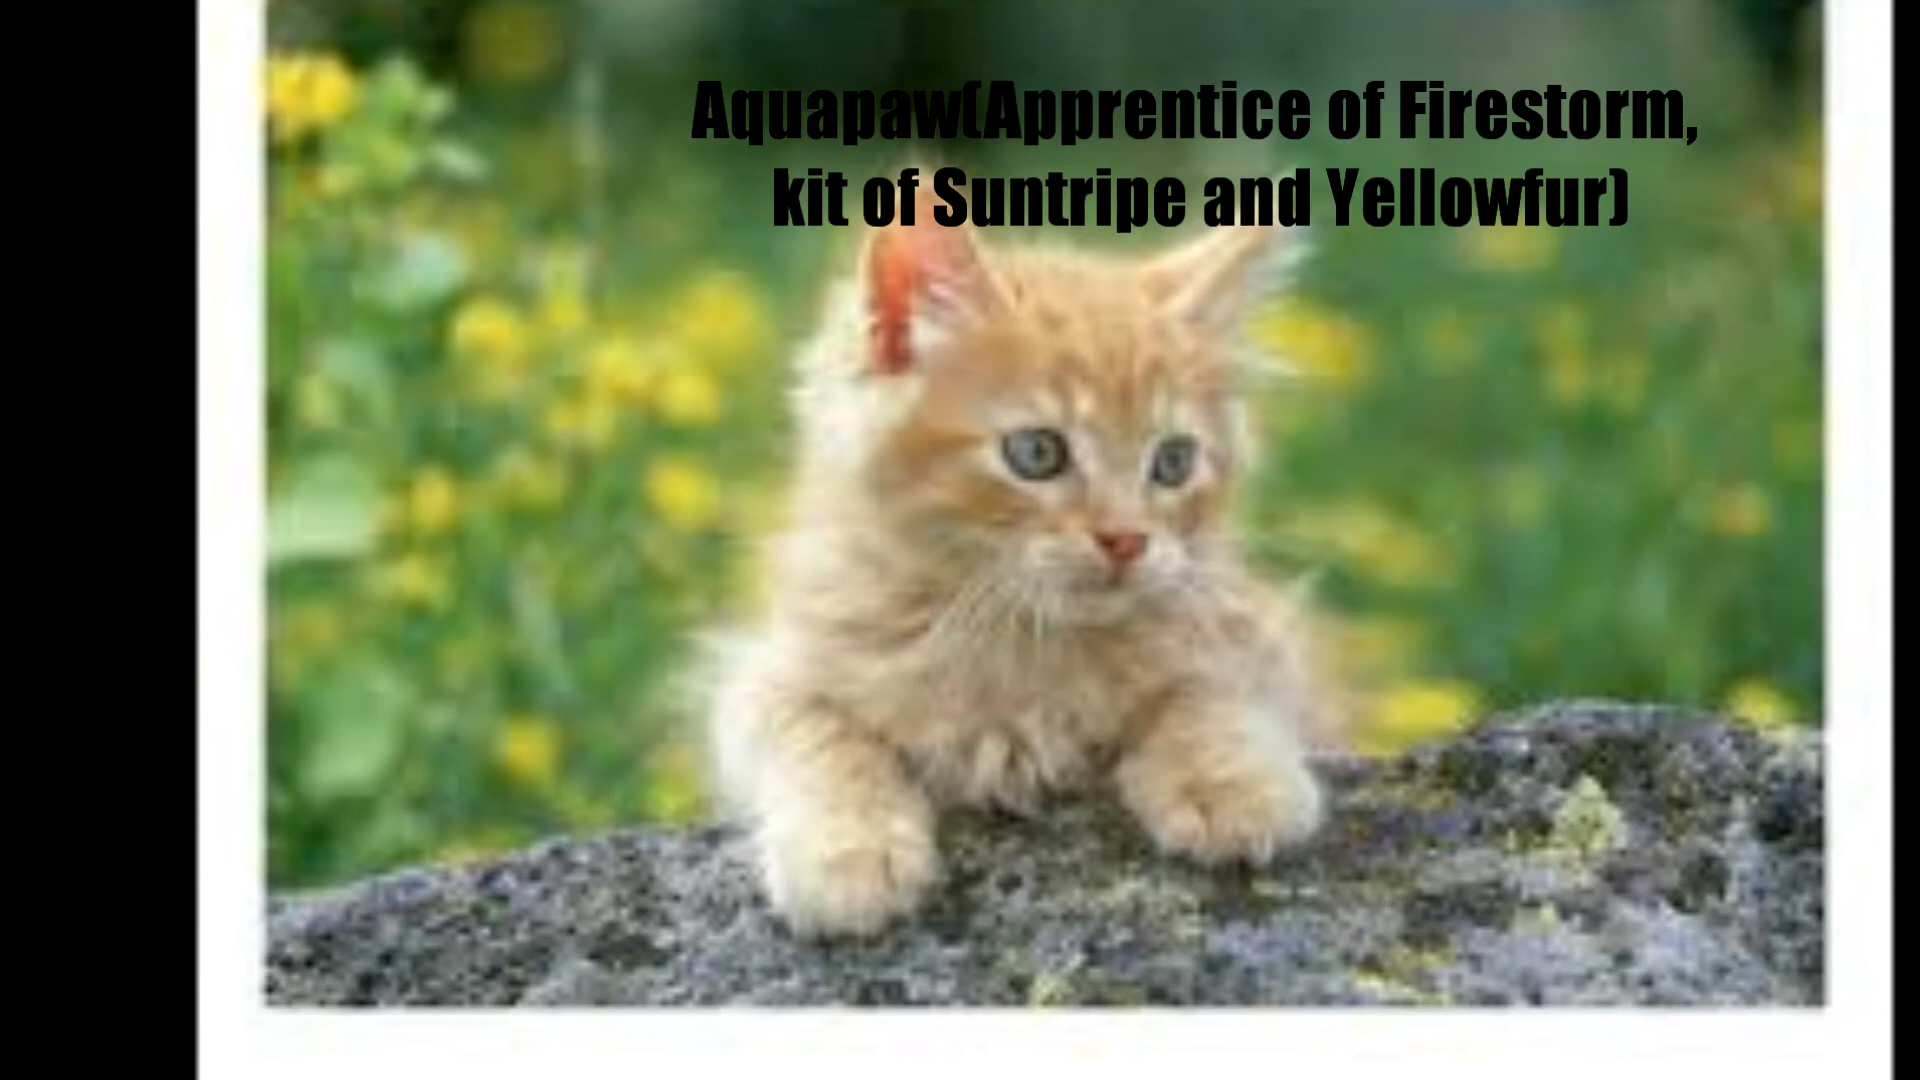 Aquapaw(Apprentice of Firestorm,
kit of Suntripe and Yellowfur)